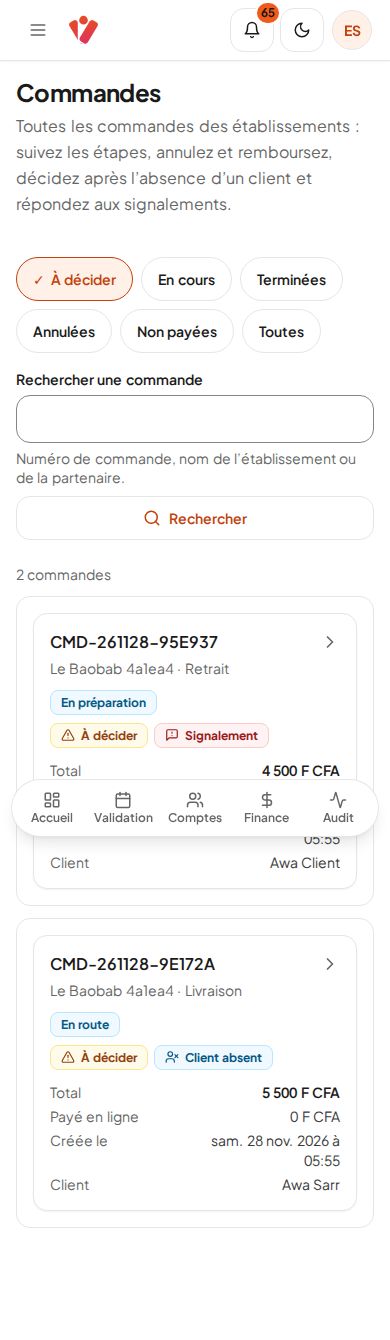 65
ES
Commandes
Toutes les commandes des établissements :
suivez les étapes, annulez et remboursez,
décidez après l'absence d'un client et
répondez aux signalements.
✓ À décider
En cours
Terminées
Annulées
Non payées
Toutes
Rechercher une commande
Numéro de commande, nom de l'établissement ou
de la partenaire.
Rechercher
2 commandes
CMD-261128-95E937
Le Baobab 4a1ea4 · Retrait
En préparation
À décider
Signalement
Total 4 500 F CFA
Accueil
Validation
Comptes
Finance
Audit
05:55
Client Awa Client
CMD-261128-9E172A
Le Baobab 4a1ea4 · Livraison
En route
À décider
Client absent
Total 5 500 F CFA
Payé en ligne 0 F CFA
Créée le sam. 28 nov. 2026 à
05:55
Client Awa Sarr